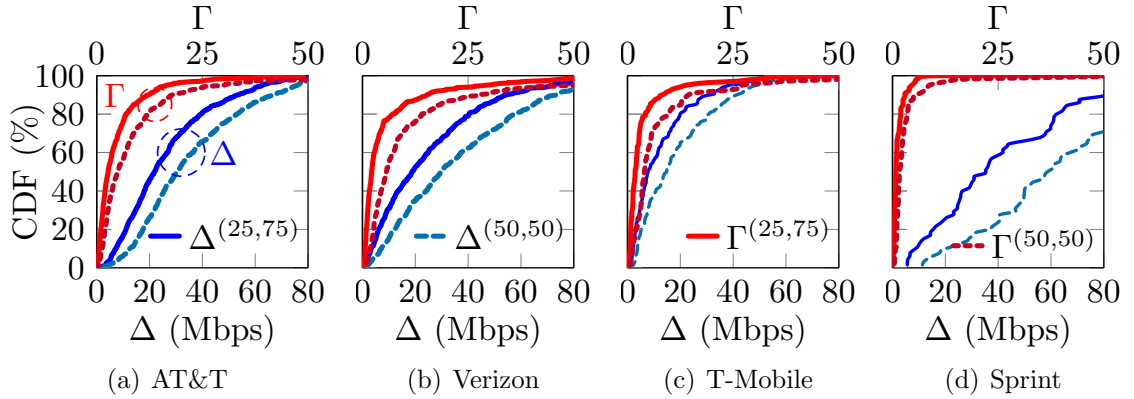 Γ Γ Γ Γ
0 25 50 0 25 50 0 25 50 0 25 50
CDF (%)
100
80
60
40
20
0
Γ
Δ
Δ(25,75)
Δ(50,50)
Γ(25,75)
Γ(50,50)
0 20 40 60 80 0 20 40 60 80 0 20 40 60 80 0 20 40 60 80
Δ (Mbps) Δ (Mbps) Δ (Mbps) Δ (Mbps)
(a) AT&T (b) Verizon (c) T-Mobile (d) Sprint